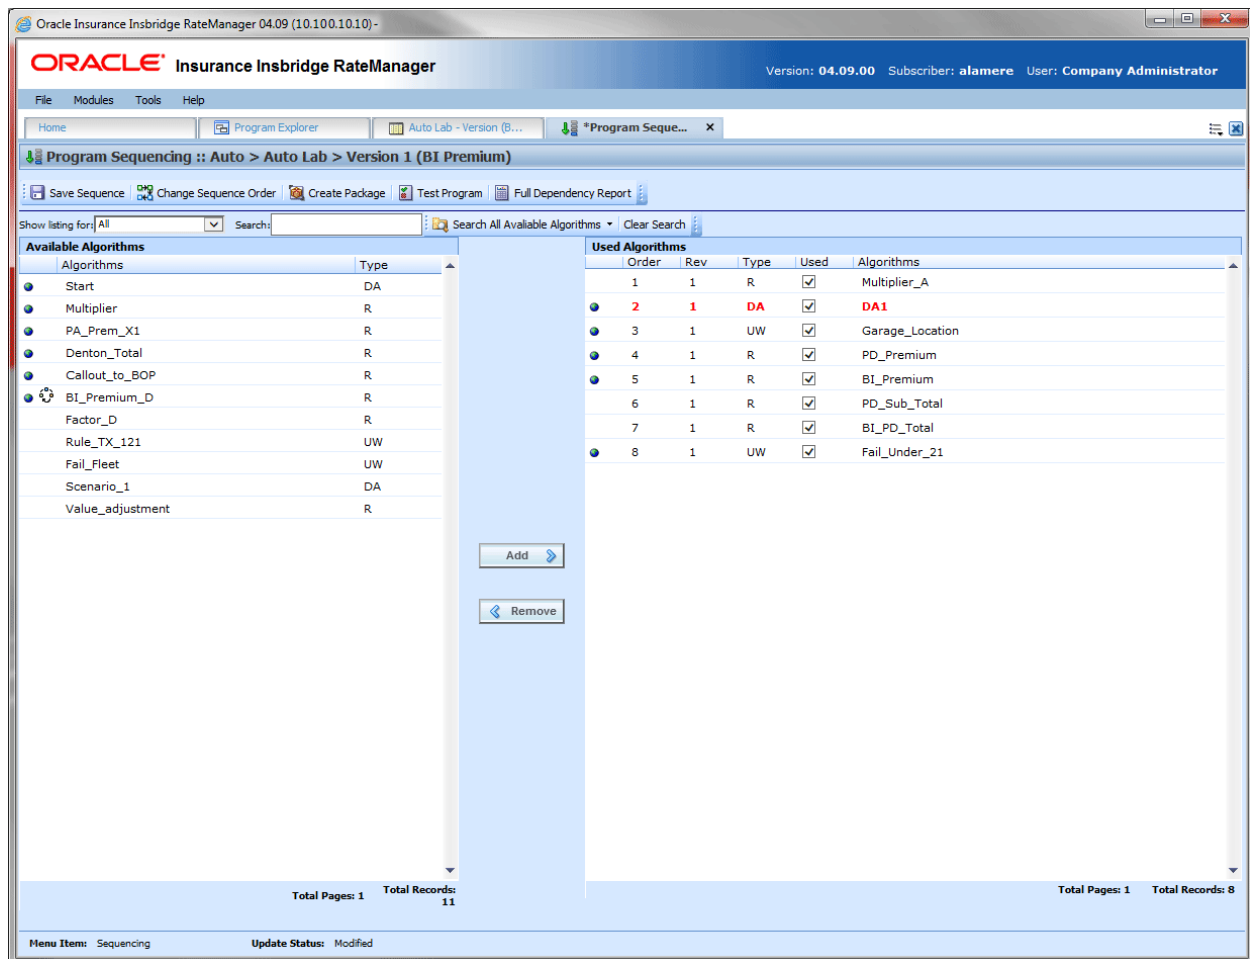 Oracle Insurance Insbridge RateManager 04.09 (10.100.10.10) -
ORACLE Insurance Insbridge RateManager
Version: 04.09.00 Subscriber: alamere User: Company Administrator
File Modules Tools Help
Home Program Explorer Auto Lab - Version (B... *Program Seque... x
Program Sequencing :: Auto > Auto Lab > Version 1 (BI Premium)
Save Sequence Change Sequence Order Create Package Test Program Full Dependency Report
Show listing for: All Search: Search All Avaliable Algorithms Clear Search
Available Algorithms
Algorithms Type
Start DA
Multiplier R
PA_Prem_X1 R
Denton_Total R
Callout_to_BOP R
BI_Premium_D R
Factor_D R
Rule_TX_121 UW
Fail_Fleet UW
Scenario_1 DA
Value_adjustment R
Total Pages: 1 Total Records: 11
Add
Remove
Used Algorithms
Order Rev Type Used Algorithms
1 1 R Multiplier_A
2 1 DA DA1
3 1 UW Garage_Location
4 1 R PD_Premium
5 1 R BI_Premium
6 1 R PD_Sub_Total
7 1 R BI_PD_Total
8 1 UW Fail_Under_21
Total Pages: 1 Total Records: 8
Menu Item: Sequencing Update Status: Modified